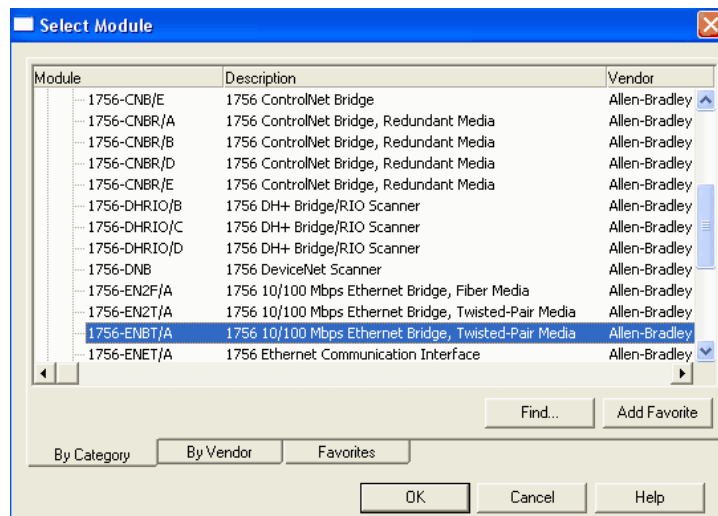 Select Module
Module Description Vendor
1756-CNB/E 1756 ControlNet Bridge Allen-Bradley
1756-CNBR/A 1756 ControlNet Bridge, Redundant Media Allen-Bradley
1756-CNBR/B 1756 ControlNet Bridge, Redundant Media Allen-Bradley
1756-CNBR/D 1756 ControlNet Bridge, Redundant Media Allen-Bradley
1756-CNBR/E 1756 ControlNet Bridge, Redundant Media Allen-Bradley
1756-DHRIO/B 1756 DH+ Bridge/RIO Scanner Allen-Bradley
1756-DHRIO/C 1756 DH+ Bridge/RIO Scanner Allen-Bradley
1756-DHRIO/D 1756 DH+ Bridge/RIO Scanner Allen-Bradley
1756-DNB 1756 DeviceNet Scanner Allen-Bradley
1756-EN2F/A 1756 10/100 Mbps Ethernet Bridge, Fiber Media Allen-Bradley
1756-EN2T/A 1756 10/100 Mbps Ethernet Bridge, Twisted-Pair Media Allen-Bradley
1756-ENBT/A 1756 10/100 Mbps Ethernet Bridge, Twisted-Pair Media Allen-Bradley
1756-ENET/A 1756 Ethernet Communication Interface Allen-Bradley
Find... Add Favorite
By Category By Vendor Favorites
OK Cancel Help